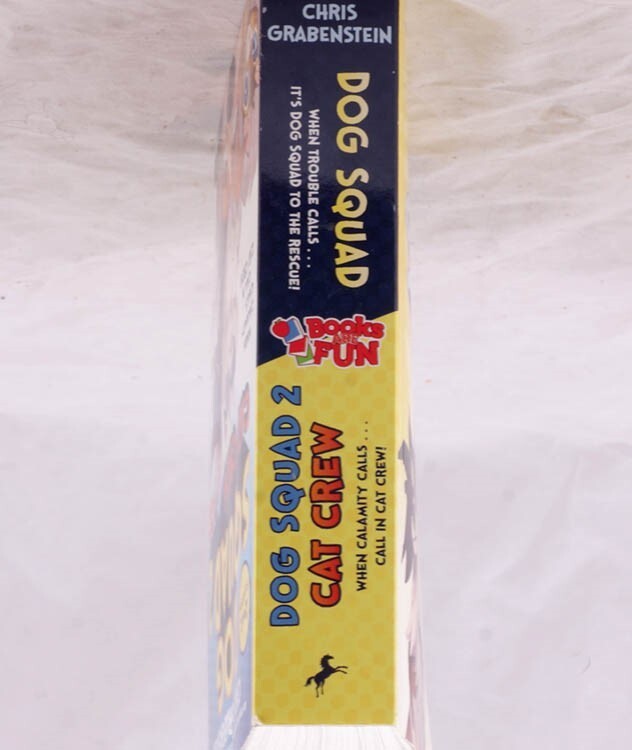 CHRIS
GRABENSTEIN
DOG SQUAD
WHEN TROUBLE CALLS . . .
IT'S DOG SQUAD TO THE RESCUE!
Books
ARE
FUN
DOG SQUAD 2
CAT CREW
WHEN CALAMITY CALLS . . .
CALL IN CAT CREW!